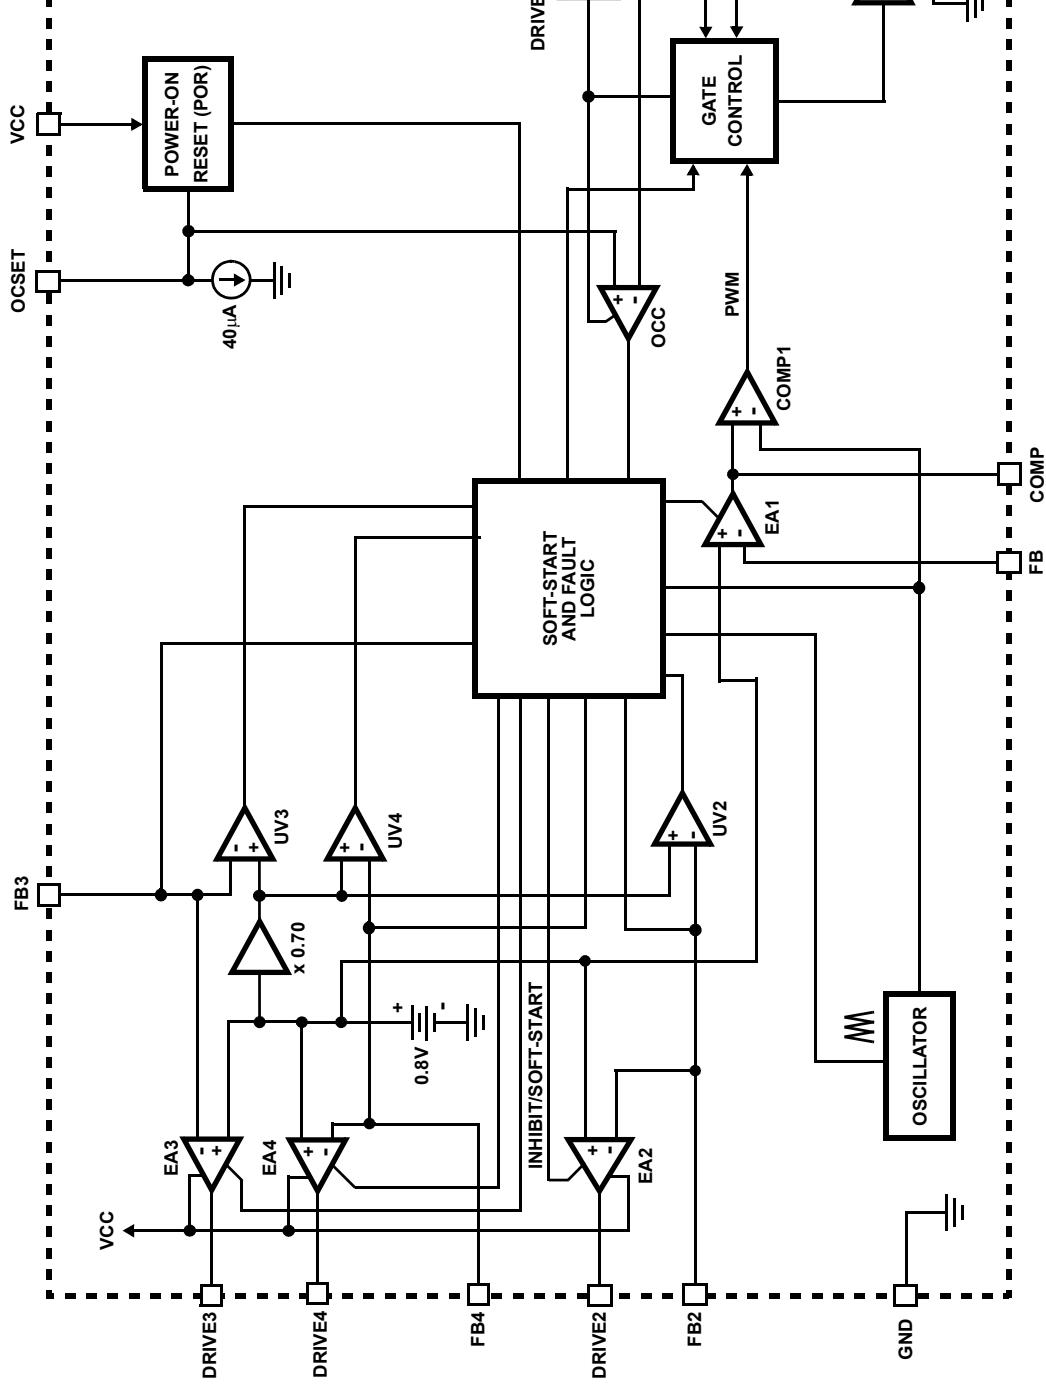 DRIVE
VCC
POWER-ON
RESET (POR)
GATE
CONTROL
OCSET
40µA
+
-
OCC
PWM
COMP1
+
-
COMP
EA1
+
-
FB
SOFT-START
AND FAULT
LOGIC
UV3
-
+
UV4
+
-
UV2
+
-
FB3
x 0.70
+
-
0.8V
INHIBIT/SOFT-START
OSCILLATOR
EA3
-
+
EA4
+
-
EA2
+
-
VCC
DRIVE3
DRIVE4
FB4
DRIVE2
FB2
GND